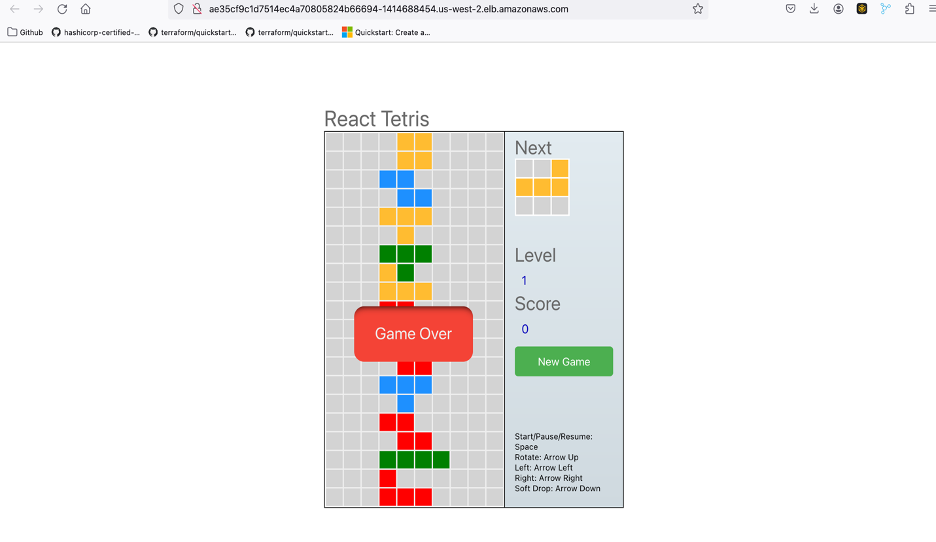 ae35cf9c1d7514ec4a70805824b66694-1414688454.us-west-2.elb.amazonaws.com
Github hashicorp-certified-... terraform/quickstart... terraform/quickstart... Quickstart: Create a...
React Tetris
Next
Level
1
Score
0
Game Over
New Game
Start/Pause/Resume:
Space
Rotate: Arrow Up
Left: Arrow Left
Right: Arrow Right
Soft Drop: Arrow Down